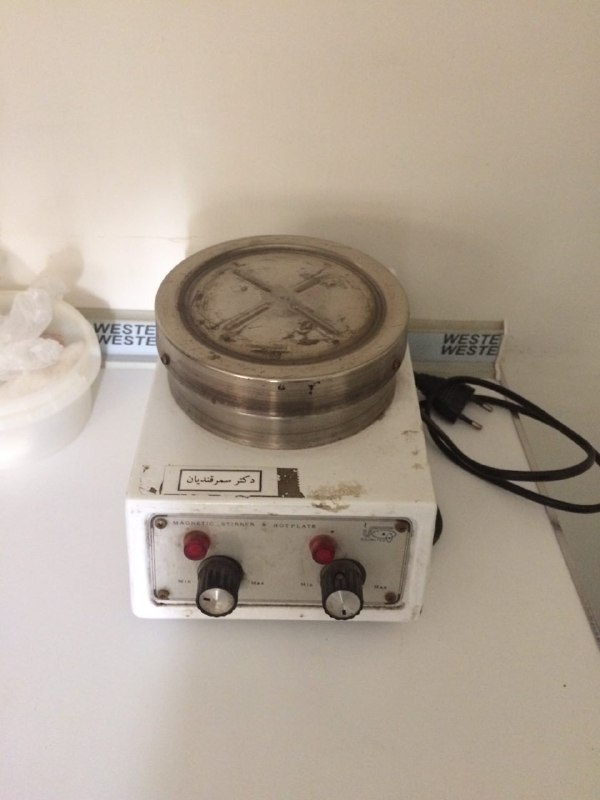 WESTE
WESTE
WESTE
WESTE
دکتر سمرقندیان
MAGNETIC STIRRER & HOTPLATE
Min
Max
Min
Max